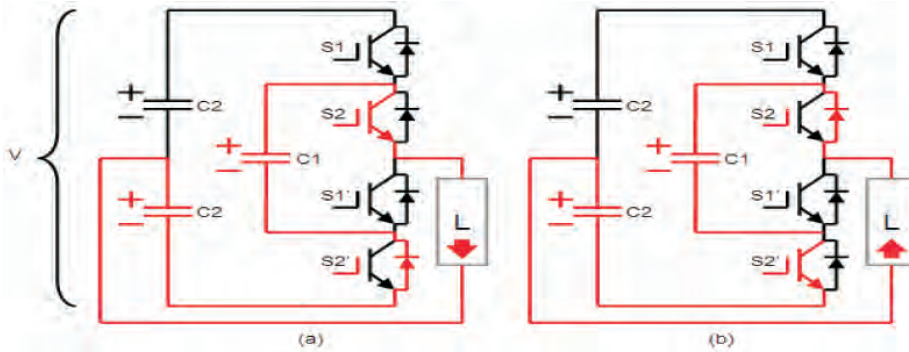 S1
+
C2
−
S2
+
C1
−
V
+
C2
−
S1'
L
S2'
(a)
S1
+
C2
−
S2
+
C1
−
+
C2
−
S1'
L
S2'
(b)